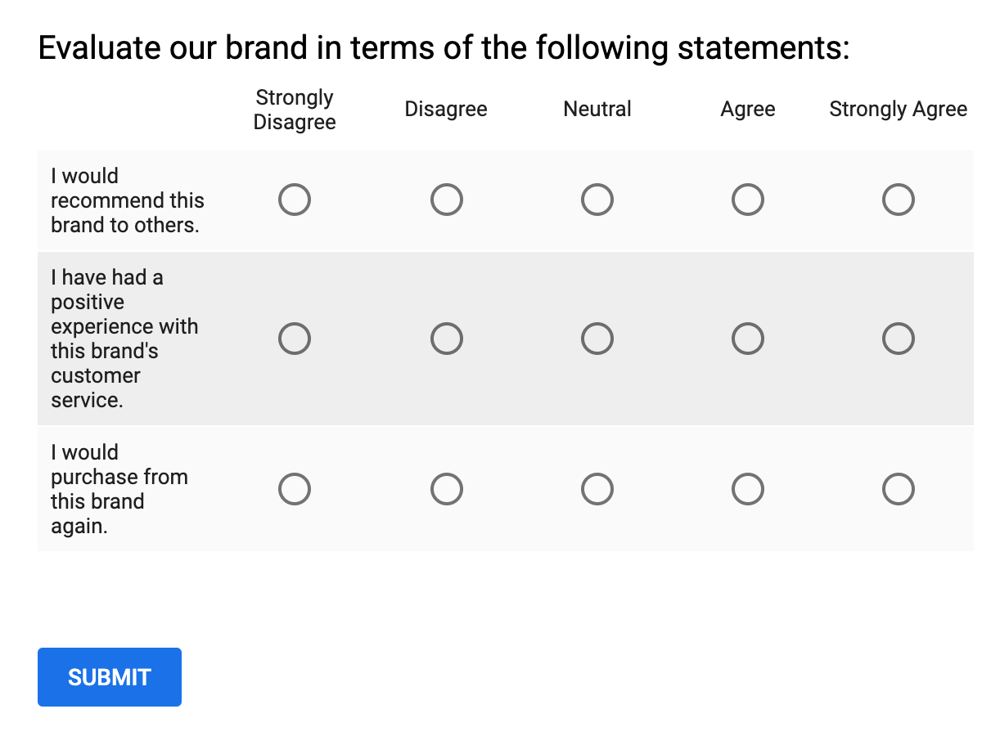 Evaluate our brand in terms of the following statements:
Strongly
Disagree
Disagree
Neutral
Agree
Strongly Agree
I would
recommend this
brand to others.
I have had a
positive
experience with
this brand's
customer
service.
I would
purchase from
this brand
again.
SUBMIT